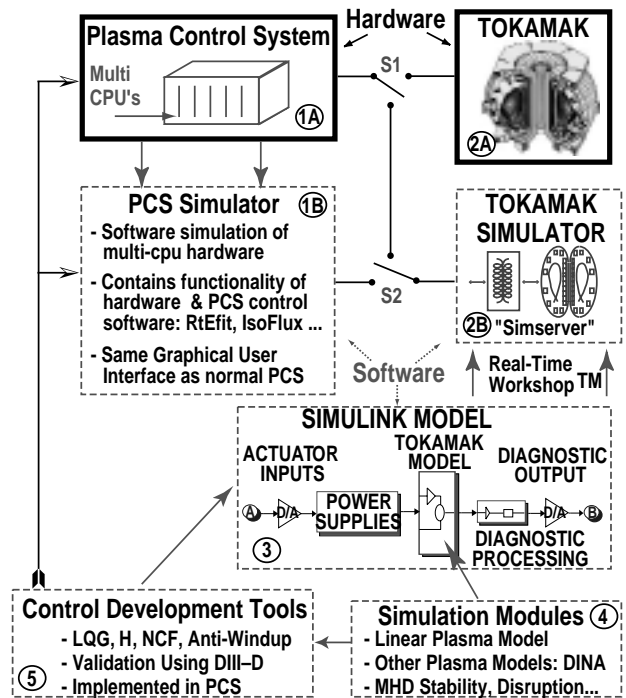 Hardware
Plasma Control System
Multi
CPU's
1A
S1
TOKAMAK
2A
PCS Simulator
1B
- Software simulation of
multi-cpu hardware
- Contains functionality of
hardware & PCS control
software: RtEfit, IsoFlux ...
- Same Graphical User
Interface as normal PCS
S2
TOKAMAK
SIMULATOR
2B
"Simserver"
Software
Real-Time
Workshop TM
SIMULINK MODEL
ACTUATOR
INPUTS
TOKAMAK
MODEL
DIAGNOSTIC
OUTPUT
A
D/A
POWER
SUPPLIES
D/A
B
DIAGNOSTIC
PROCESSING
3
Control Development Tools
- LQG, H, NCF, Anti-Windup
- Validation Using DIII–D
- Implemented in PCS
5
Simulation Modules
4
- Linear Plasma Model
- Other Plasma Models: DINA
- MHD Stability, Disruption...